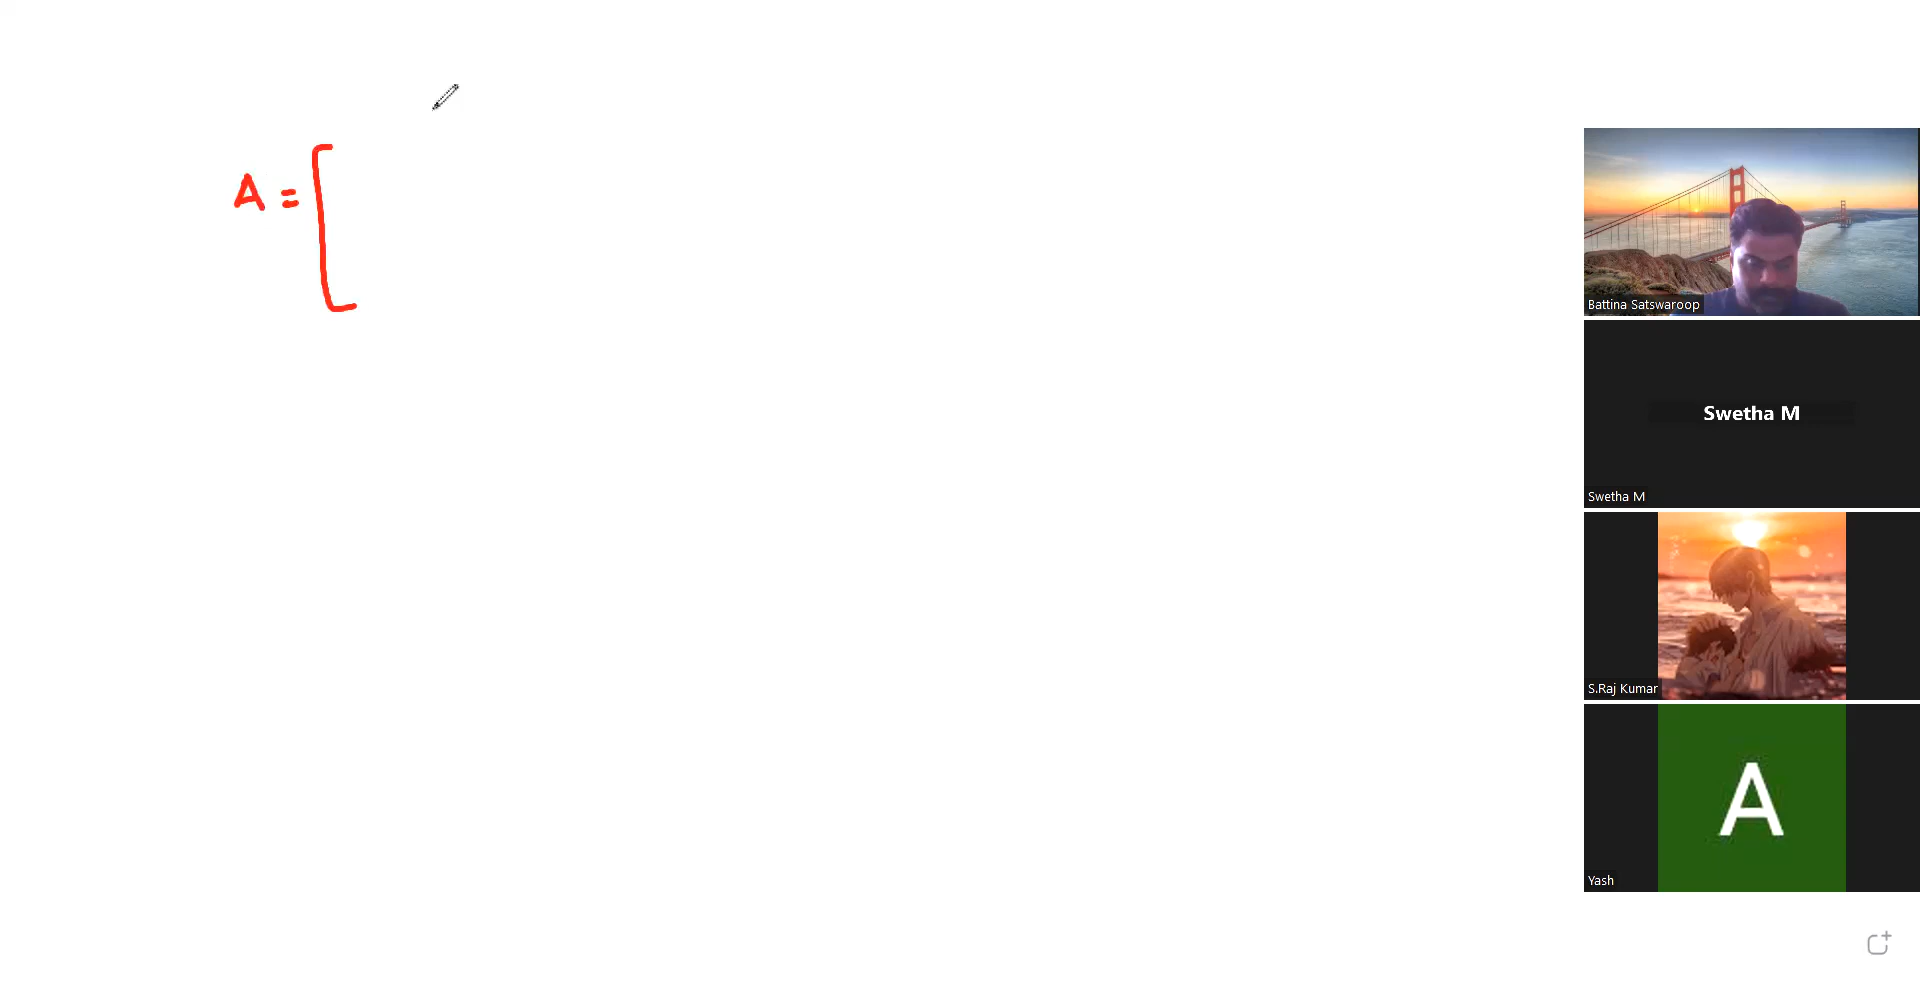 A = [
Battina Satswaroop
Swetha M
Swetha M
S.Raj Kumar
A
Yash